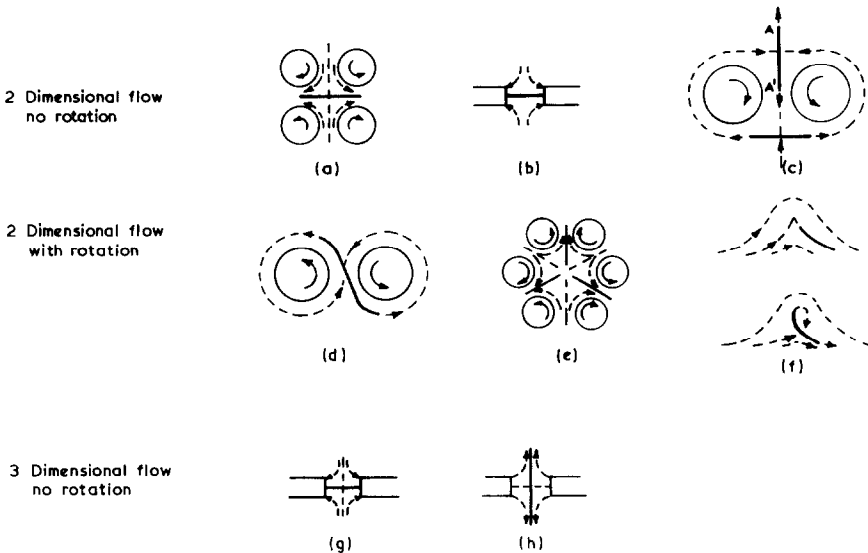 2 Dimensional flow
no rotation
(a)
(b)
A
A'
(c)
2 Dimensional flow
with rotation
(d)
(e)
(f)
3 Dimensional flow
no rotation
(g)
(h)